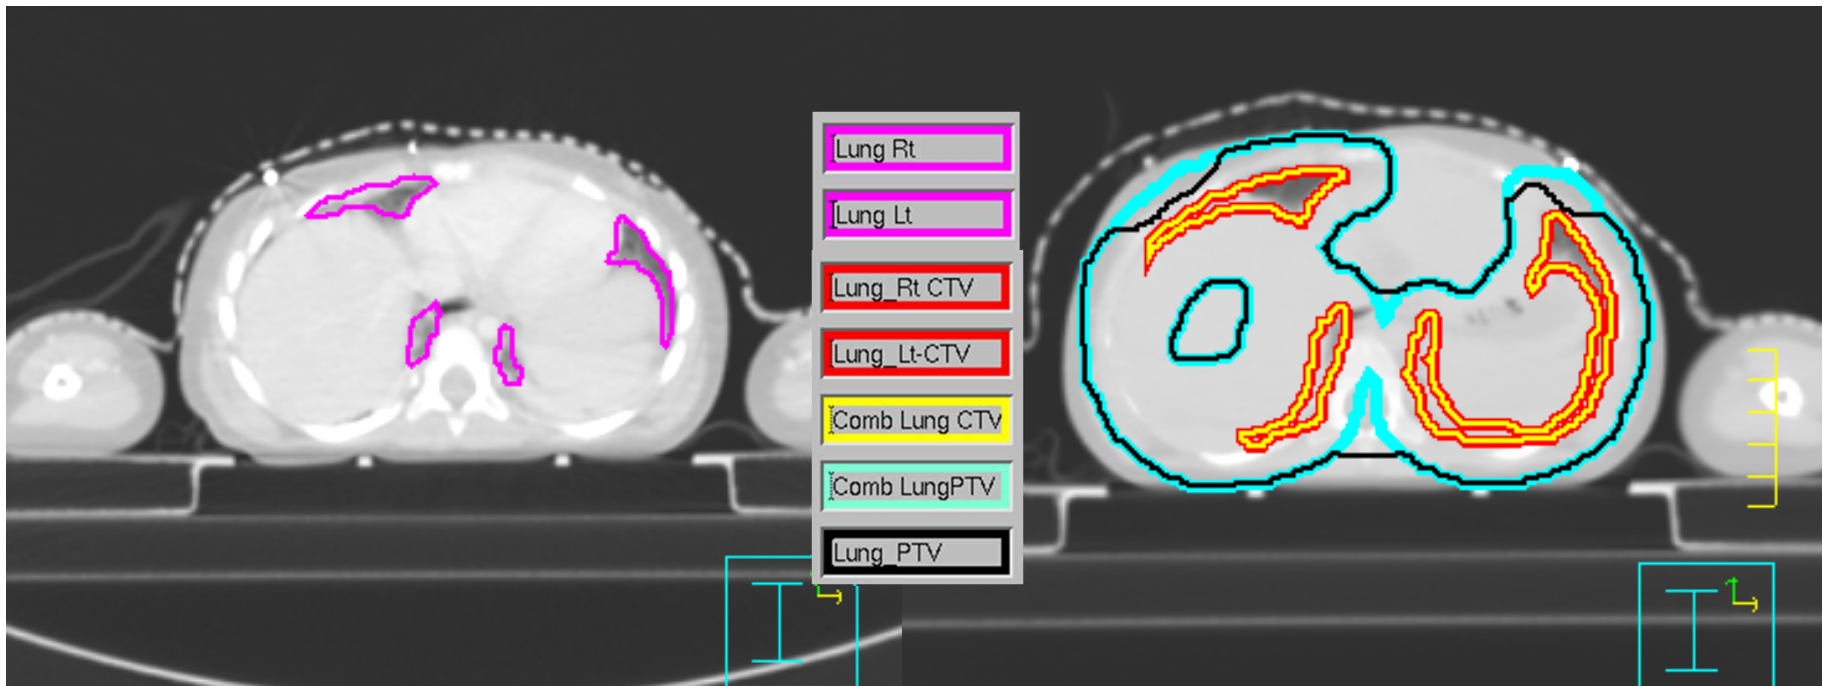 Lung Rt
Lung Lt
Lung_Rt CTV
Lung_Lt-CTV
Comb Lung CTV
Comb LungPTV
Lung_PTV